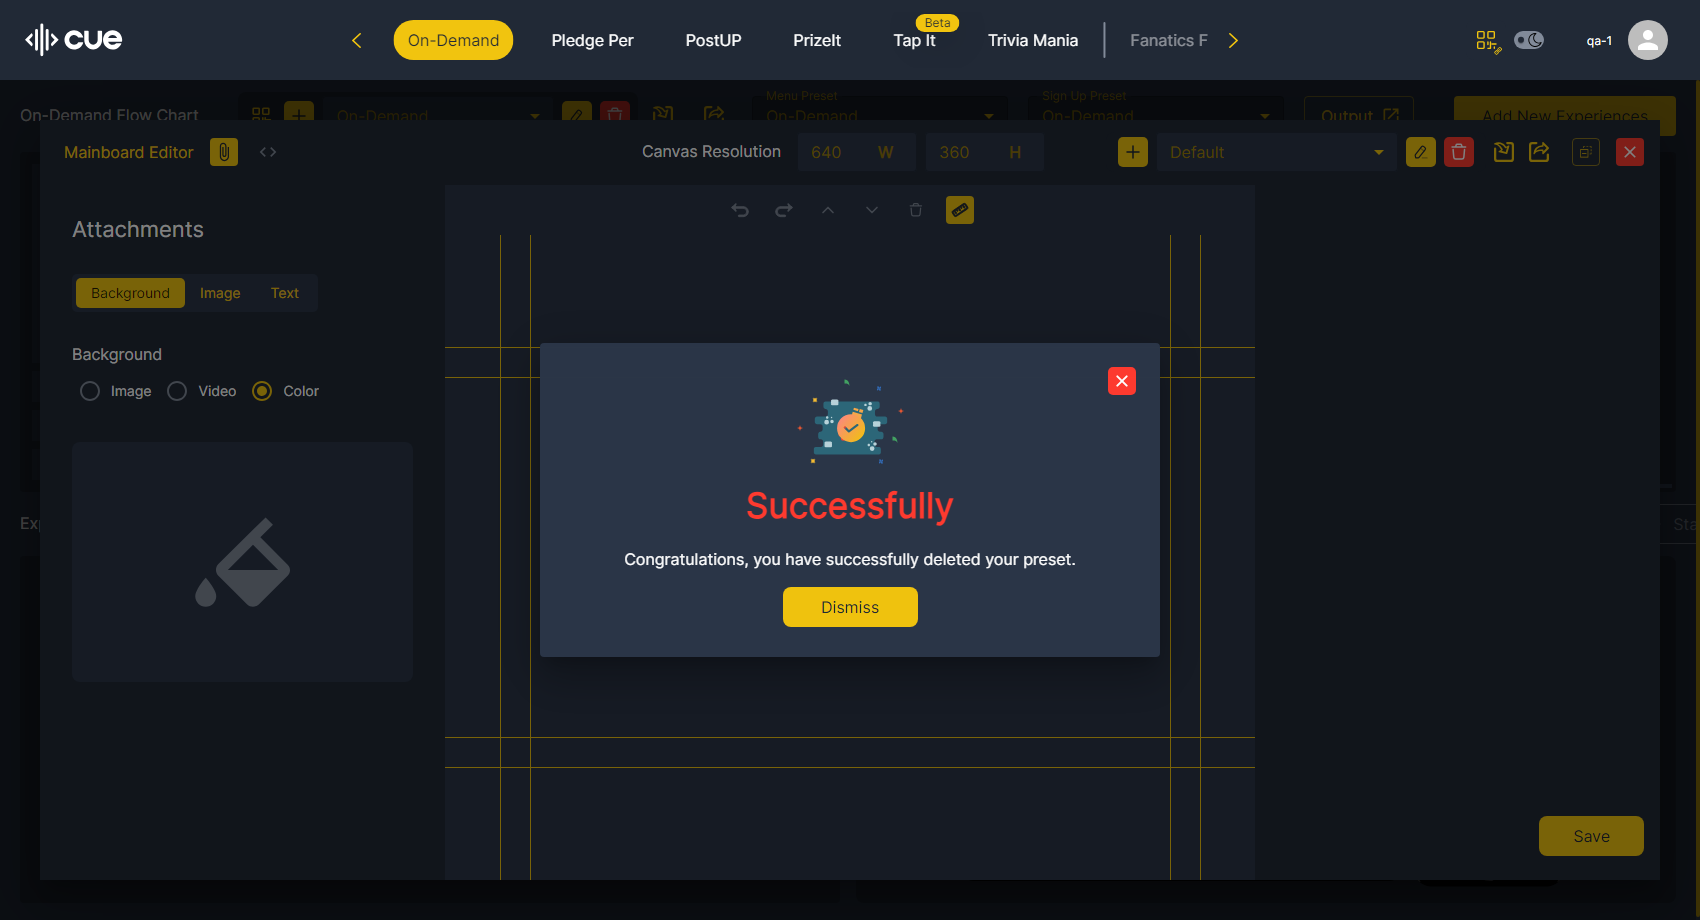 cue
On-Demand
Pledge Per
PostUP
PrizeIt
Beta
Tap It
Trivia Mania
Fanatics F
qa-1
On-Demand Flow Chart
On-Demand
Menu Preset
On-Demand
Sign Up Preset
On-Demand
Output
Add New Experiences
Mainboard Editor
Canvas Resolution
640 W
360 H
Default
Attachments
Background
Image
Text
Background
Image
Video
Color
Successfully
Congratulations, you have successfully deleted your preset.
Dismiss
Exp
Sta
Save